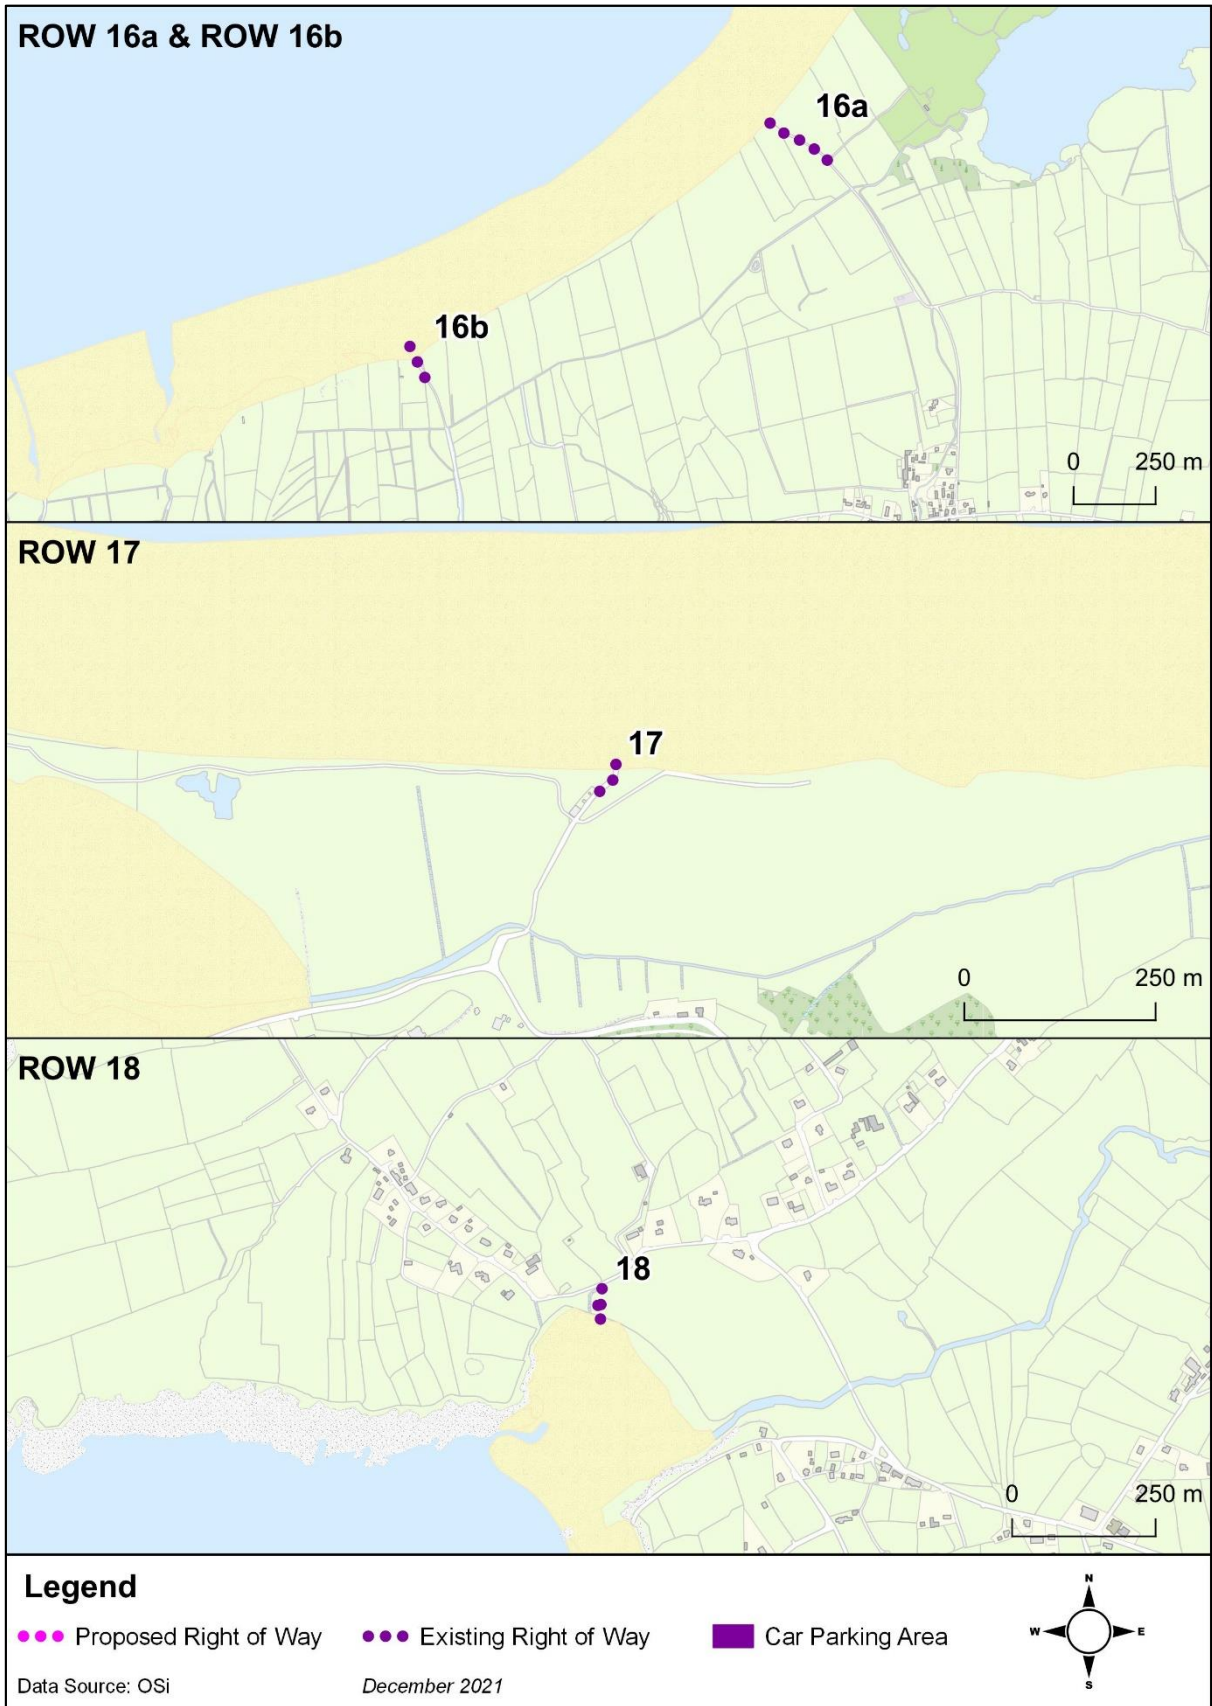 ROW 16a & ROW 16b
16a
16b
0 250 m
ROW 17
17
0 250 m
ROW 18
18
0 250 m
Legend
Proposed Right of Way Existing Right of Way Car Parking Area
Data Source: OSi December 2021
N
W E
S